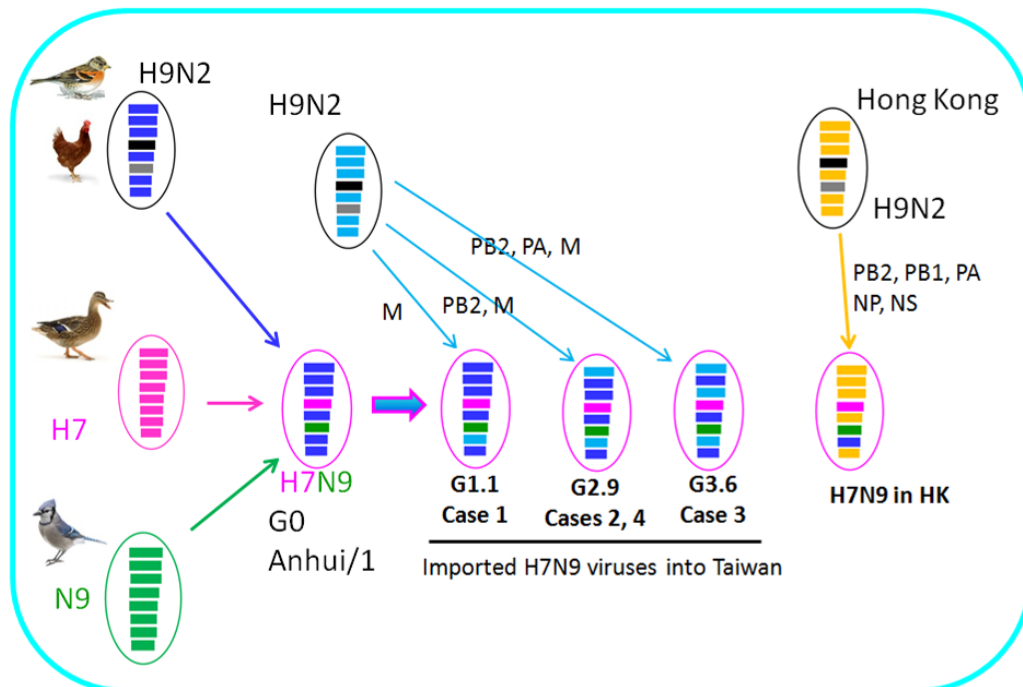 H9N2
H9N2
Hong Kong
H9N2
PB2, PA, M
PB2, PB1, PA
NP, NS
M
PB2, M
H7
H7N9
G0
Anhui/1
G1.1
Case 1
G2.9
Cases 2, 4
G3.6
Case 3
H7N9 in HK
Imported H7N9 viruses into Taiwan
N9